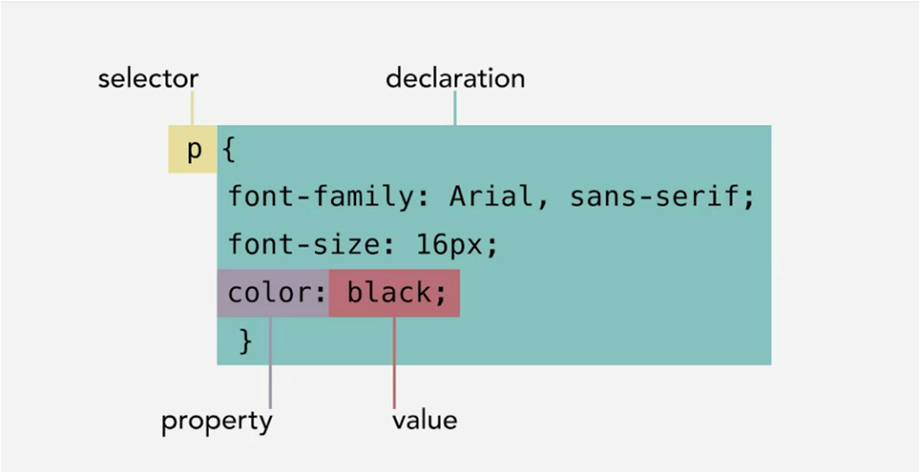 selector
declaration
p {
font-family: Arial, sans-serif;
font-size: 16px;
color: black;
}
property
value